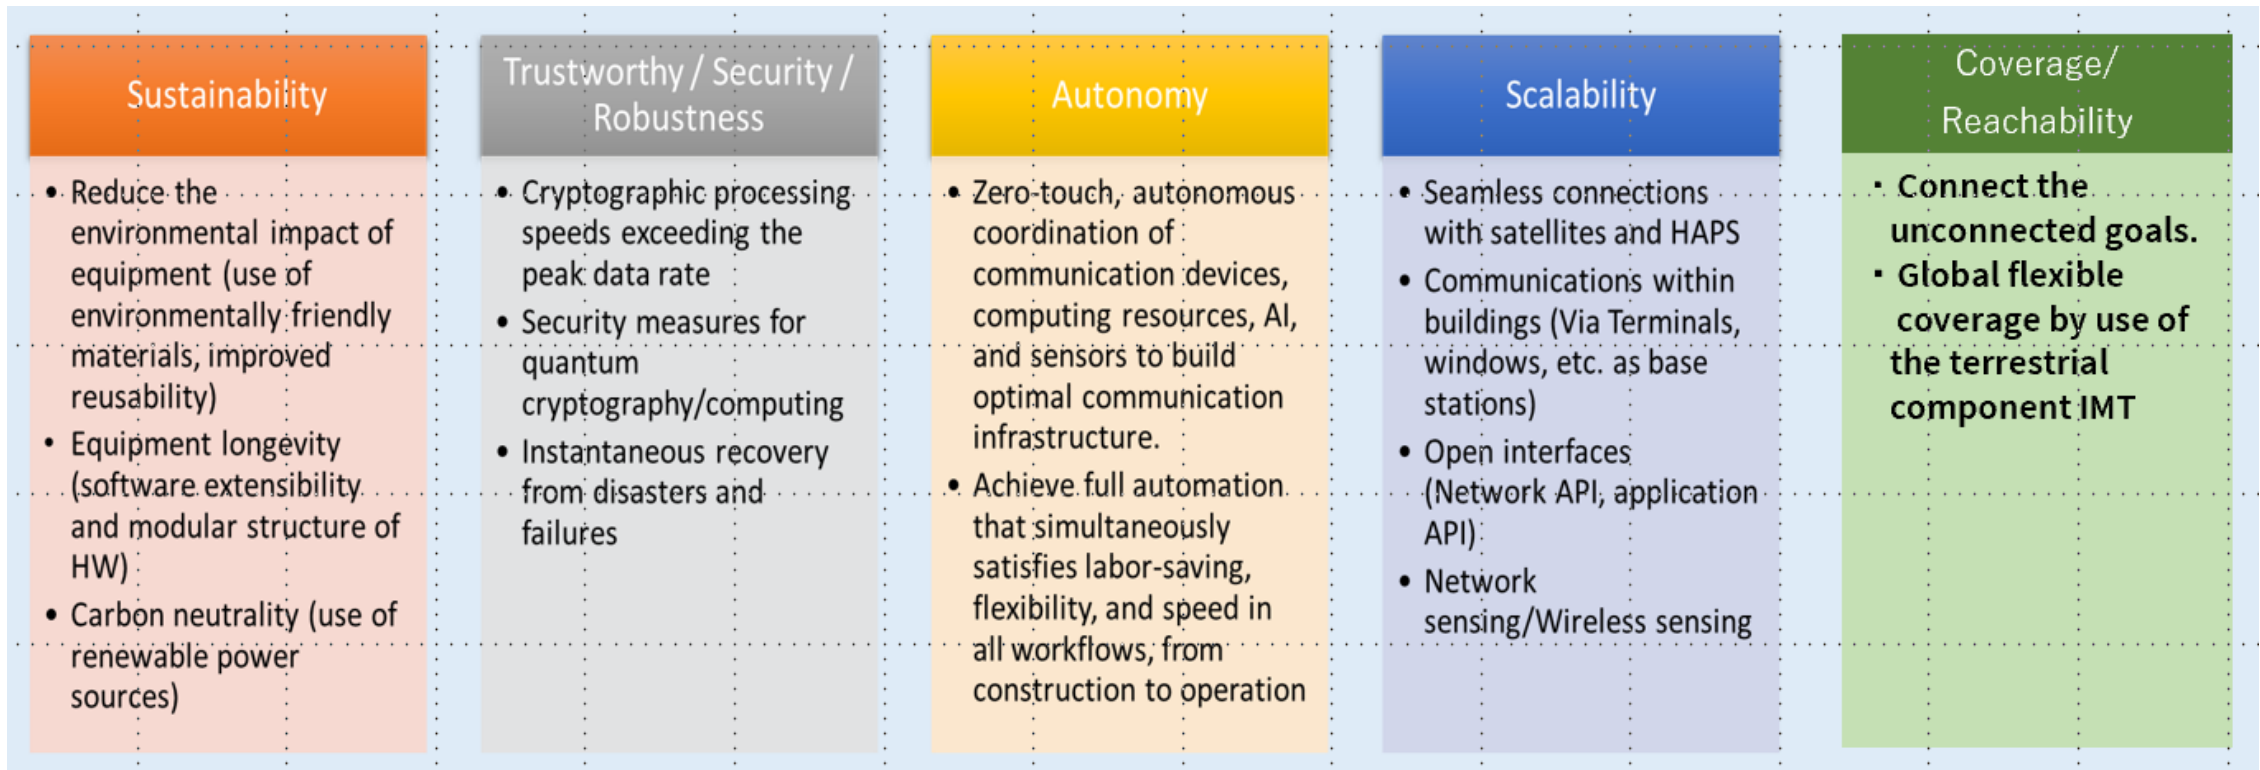 Sustainability
• Reduce the
environmental impact of
equipment (use of
environmentally friendly
materials, improved
reusability)
• Equipment longevity
(software extensibility
and modular structure of
HW)
• Carbon neutrality (use of
renewable power
sources)
Trustworthy / Security /
Robustness
• Cryptographic processing
speeds exceeding the
peak data rate
• Security measures for
quantum
cryptography/computing
• Instantaneous recovery
from disasters and
failures
Autonomy
• Zero-touch, autonomous
coordination of
communication devices,
computing resources, AI,
and sensors to build
optimal communication
infrastructure.
• Achieve full automation
that simultaneously
satisfies labor-saving,
flexibility, and speed in
all workflows, from
construction to operation
Scalability
• Seamless connections
with satellites and HAPS
• Communications within
buildings (Via Terminals,
windows, etc. as base
stations)
• Open interfaces
(Network API, application
API)
• Network
sensing/Wireless sensing
Coverage/
Reachability
・Connect the
unconnected goals.
・Global flexible
coverage by use of
the terrestrial
component IMT